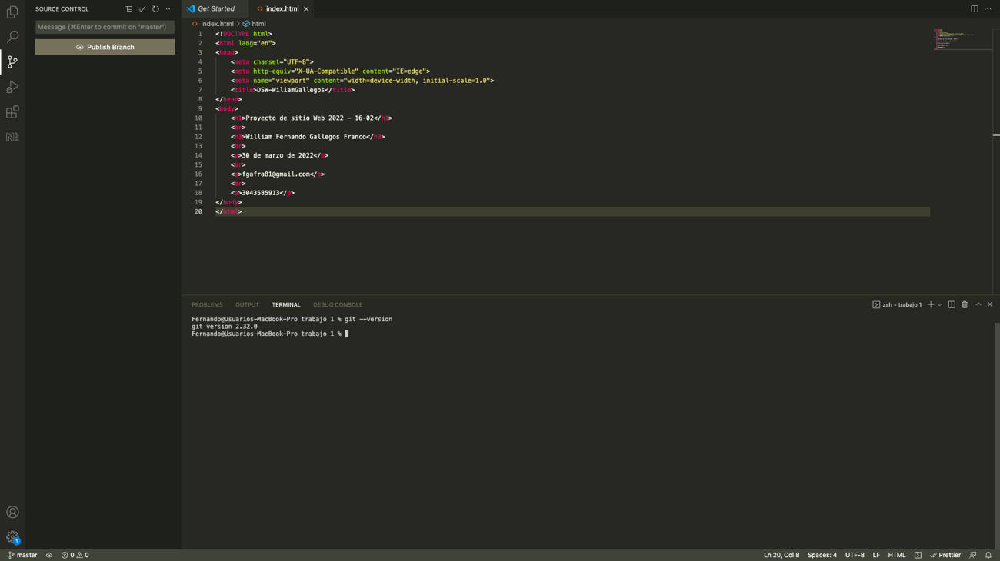 SOURCE CONTROL
Message (⌘Enter to commit on 'master')
Publish Branch
Get Started
index.html
index.html > html
1 <!DOCTYPE html>
2 <html lang="en">
3 <head>
4 <meta charset="UTF-8">
5 <meta http-equiv="X-UA-Compatible" content="IE=edge">
6 <meta name="viewport" content="width=device-width, initial-scale=1.0">
7 <title>DSW-WiliamGallegos</title>
8 </head>
9 <body>
10 <h1>Proyecto de sitio Web 2022 - 16-02</h1>
11 <br>
12 <h3>William Fernando Gallegos Franco</h3>
13 <br>
14 <p>30 de marzo de 2022</p>
15 <br>
16 <p>fgafra81@gmail.com</p>
17 <br>
18 <p>3043585913</p>
19 </body>
20 </html>
PROBLEMS OUTPUT TERMINAL DEBUG CONSOLE
zsh - trabajo 1
Fernando@Usuarios-MacBook-Pro trabajo 1 % git --version
git version 2.32.0
Fernando@Usuarios-MacBook-Pro trabajo 1 %
1
master 0 0
Ln 20, Col 8 Spaces: 4 UTF-8 LF HTML Prettier